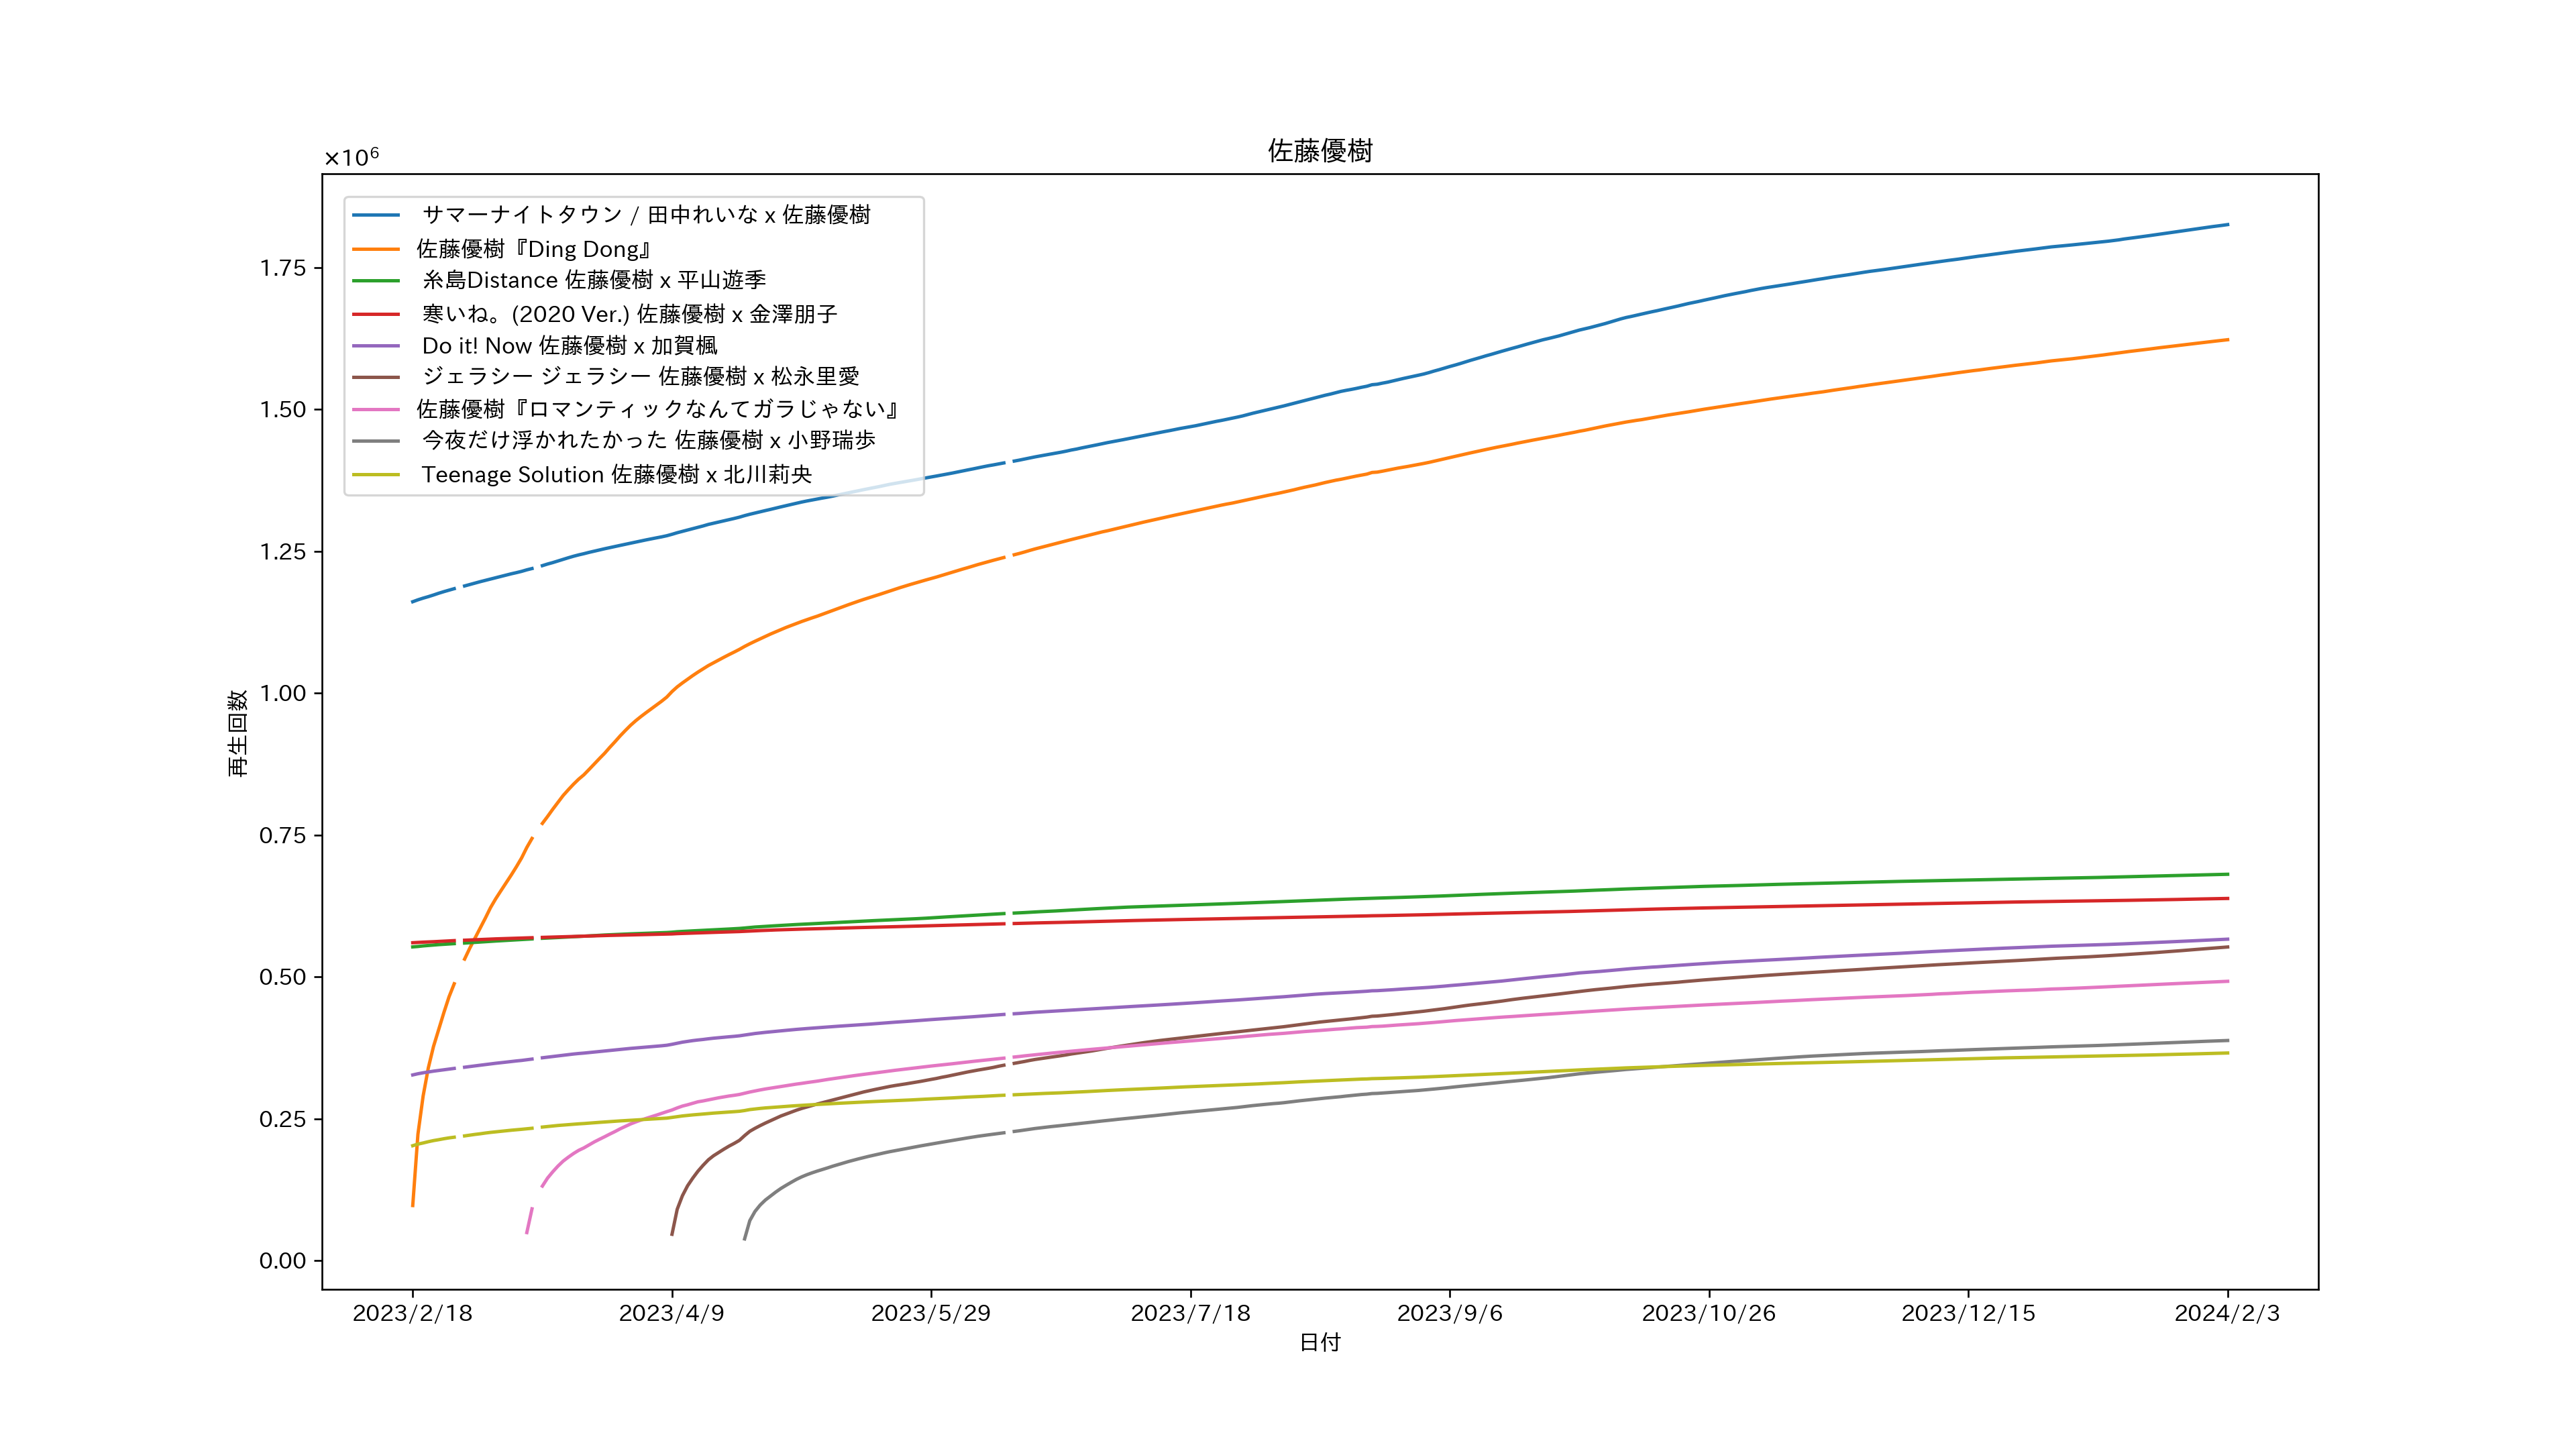 佐藤優樹
×10⁶
サマーナイトタウン / 田中れいな x 佐藤優樹
佐藤優樹『Ding Dong』
糸島Distance 佐藤優樹 x 平山遊季
寒いね。(2020 Ver.) 佐藤優樹 x 金澤朋子
Do it! Now 佐藤優樹 x 加賀楓
ジェラシー ジェラシー 佐藤優樹 x 松永里愛
佐藤優樹『ロマンティックなんてガラじゃない』
今夜だけ浮かれたかった 佐藤優樹 x 小野瑞歩
Teenage Solution 佐藤優樹 x 北川莉央
1.75
1.50
1.25
1.00
0.75
0.50
0.25
0.00
再生回数
2023/2/18 2023/4/9 2023/5/29 2023/7/18 2023/9/6 2023/10/26 2023/12/15 2024/2/3
日付